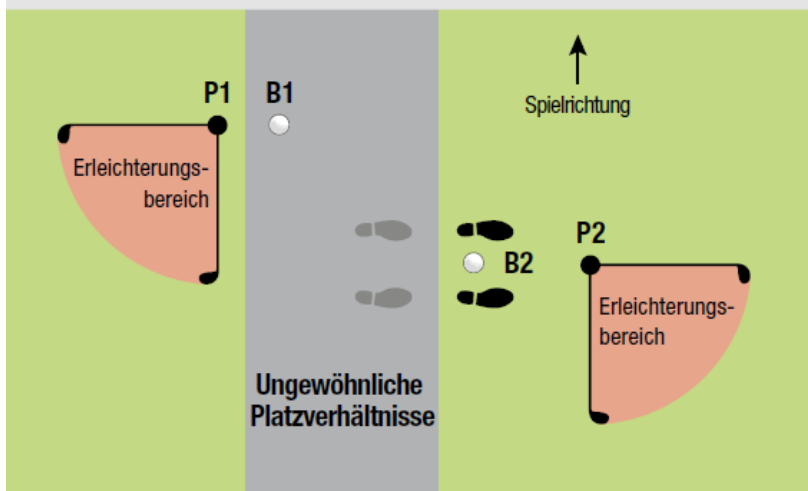 Spielrichtung
P1 B1
Erleichterungs-
bereich
P2
B2
Erleichterungs-
bereich
Ungewöhnliche
Platzverhältnisse